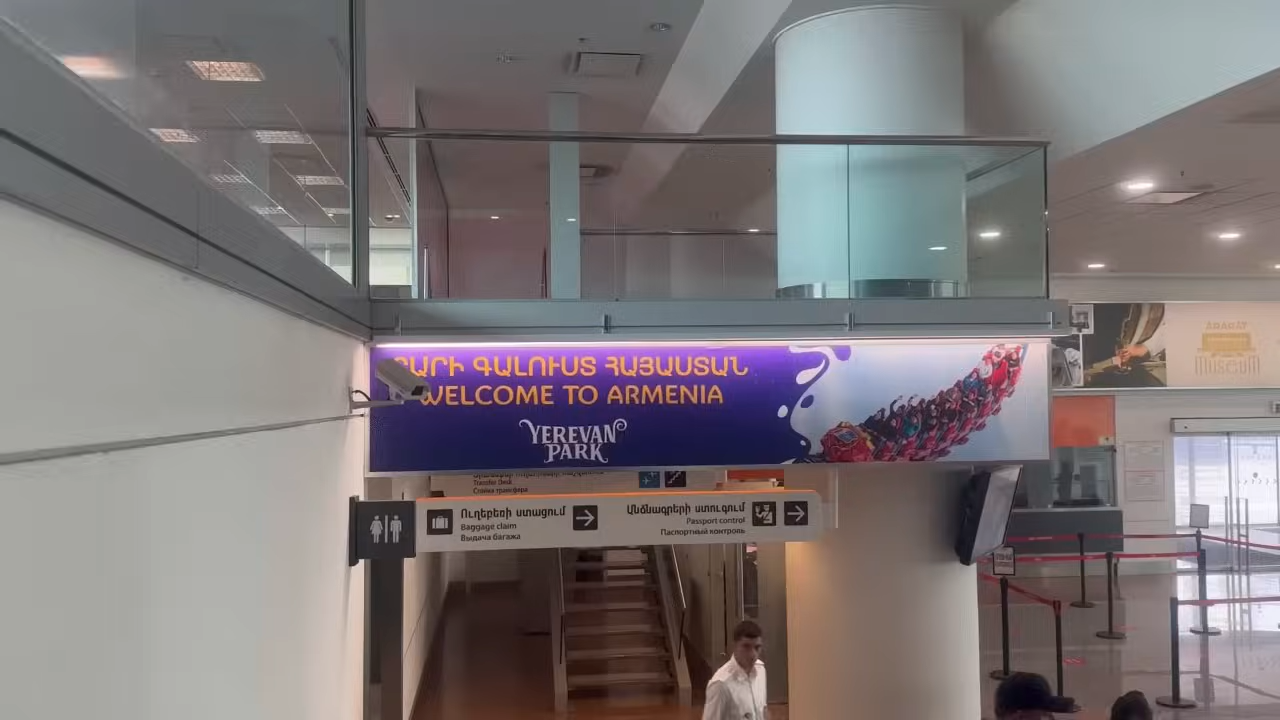 ԲԱՐԻ ԳԱԼՈՒՍՏ ՀԱՅԱՍՏԱՆ
WELCOME TO ARMENIA
YEREVAN
PARK
Transfer Desk
Стойка трансфера
Ուղեբեռի ստացում
Baggage claim
Выдача багажа
Անձնագրերի ստուգում
Passport control
Паспортный контроль
ARARAT
MUSEUM